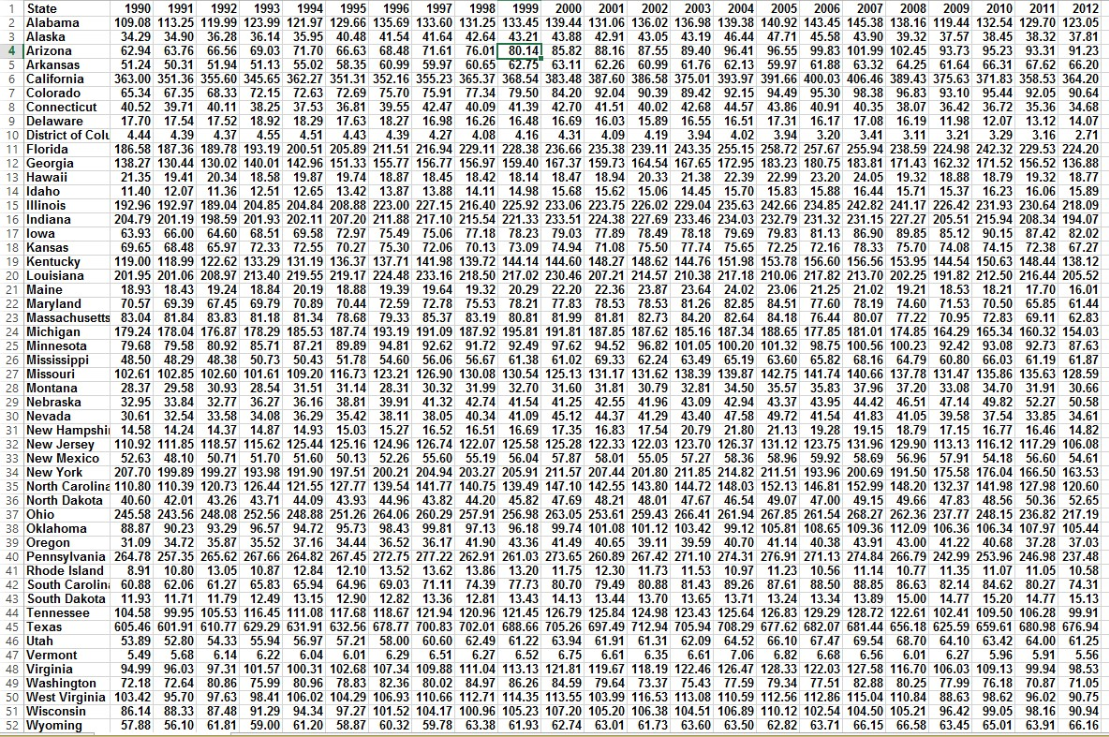 1 State 1990 1991 1992 1993 1994 1995 1996 1997 1998 1999 2000 2001 2002 2003 2004 2005 2006 2007 2008 2009 2010 2011 2012
2 Alabama 109.08 113.25 119.99 123.99 121.97 129.66 135.69 133.60 131.25 133.45 139.44 131.06 136.02 136.98 139.38 140.92 143.45 145.38 138.16 119.44 132.54 129.70 123.05
3 Alaska 34.29 34.90 36.28 36.14 35.95 40.48 41.54 41.64 42.64 43.21 43.88 42.91 43.05 43.19 46.44 47.71 45.58 43.90 39.32 37.57 38.45 38.32 37.81
4 Arizona 62.94 63.76 66.56 69.03 71.70 66.63 68.48 71.61 76.01 80.14 85.82 88.16 87.55 89.40 96.41 96.55 99.83 101.99 102.45 93.73 95.23 93.31 91.23
5 Arkansas 51.24 50.31 51.94 51.13 55.02 58.35 60.99 59.97 60.65 62.75 63.11 62.26 60.99 61.76 62.13 59.97 61.88 63.32 64.25 61.64 66.31 67.62 66.20
6 California 363.00 351.36 355.60 345.65 362.27 351.31 352.16 355.23 365.37 368.54 383.48 387.60 386.58 375.01 393.97 391.66 400.03 406.46 389.43 375.63 371.83 358.53 364.20
7 Colorado 65.34 67.35 68.33 72.15 72.63 72.69 75.70 75.91 77.34 79.50 84.20 92.04 90.39 89.42 92.15 94.49 95.30 98.38 96.83 93.10 95.44 92.05 90.64
8 Connecticut 40.52 39.71 40.11 38.25 37.53 36.81 39.55 42.47 40.09 41.39 42.70 41.51 40.02 42.68 44.57 43.86 40.91 40.35 38.07 36.42 36.72 35.36 34.68
9 Delaware 17.70 17.54 17.52 18.92 18.29 17.63 18.27 16.98 16.26 16.48 16.69 16.03 15.89 16.55 16.51 17.31 16.17 17.08 16.19 11.98 12.07 13.12 14.07
10 District of Colu 4.44 4.39 4.37 4.55 4.51 4.43 4.39 4.27 4.08 4.16 4.31 4.09 4.19 3.94 4.02 3.94 3.20 3.41 3.11 3.21 3.29 3.16 2.71
11 Florida 186.58 187.36 189.78 193.19 200.51 205.89 211.51 216.94 229.11 228.38 236.66 235.38 239.11 243.35 255.15 258.72 257.67 255.94 238.59 224.98 242.32 229.53 224.20
12 Georgia 138.27 130.44 130.02 140.01 142.96 151.33 155.77 156.77 156.97 159.40 167.37 159.73 164.54 167.65 172.95 183.23 180.75 183.81 171.43 162.32 171.52 156.52 136.88
13 Hawaii 21.35 19.41 20.34 18.58 19.87 19.74 18.87 18.45 18.42 18.14 18.47 18.94 20.33 21.38 22.39 22.99 23.20 24.05 19.32 18.88 18.79 19.32 18.77
14 Idaho 11.40 12.07 11.36 12.51 12.65 13.42 13.87 13.88 14.11 14.98 15.68 15.62 15.06 14.45 15.70 15.83 15.88 16.44 15.71 15.37 16.23 16.06 15.89
15 Illinois 192.96 192.97 189.04 204.85 204.84 208.88 223.00 227.15 216.40 225.92 233.06 223.75 226.02 229.04 235.63 242.66 234.85 242.82 241.17 226.42 231.93 230.64 218.09
16 Indiana 204.79 201.19 198.59 201.93 202.11 207.20 211.88 217.10 215.54 221.33 233.51 224.38 227.69 233.46 234.03 232.79 231.32 231.15 227.27 205.51 215.94 208.34 194.07
17 Iowa 63.93 66.00 64.60 68.51 69.58 72.97 75.49 75.06 77.18 78.23 79.03 77.89 78.49 78.18 79.69 79.83 81.13 86.90 89.85 85.12 90.15 87.42 82.02
18 Kansas 69.65 68.48 65.97 72.33 72.55 70.27 75.30 72.06 70.13 73.09 74.94 71.08 75.50 77.74 75.65 72.25 72.16 78.33 75.70 74.08 74.15 72.38 67.27
19 Kentucky 119.00 118.99 122.62 133.29 131.19 136.37 137.71 141.98 139.72 144.14 144.60 148.27 148.62 144.76 151.98 153.78 156.60 156.56 153.95 144.54 150.63 148.44 138.12
20 Louisiana 201.95 201.06 208.97 213.40 219.55 219.17 224.48 233.16 218.50 217.02 230.46 207.21 214.57 210.38 217.18 210.06 217.82 213.70 202.25 191.82 212.50 216.44 205.52
21 Maine 18.93 18.43 19.24 18.84 20.19 18.88 19.39 19.64 19.32 20.29 22.20 22.36 23.87 23.64 24.02 23.06 21.25 21.02 19.21 18.53 18.21 17.70 16.01
22 Maryland 70.57 69.39 67.45 69.79 70.89 70.44 72.59 72.78 75.53 78.21 77.83 78.53 78.53 81.26 82.85 84.51 77.60 78.19 74.60 71.53 70.50 65.85 61.44
23 Massachusetts 83.04 81.84 83.83 81.18 81.34 78.68 79.33 85.37 83.19 80.81 81.99 81.81 82.73 84.20 82.64 84.18 76.44 80.07 77.22 70.95 72.83 69.11 62.83
24 Michigan 179.24 178.04 176.87 178.29 185.53 187.74 193.19 191.09 187.92 195.81 191.81 187.85 187.62 185.16 187.34 188.65 177.85 181.01 174.85 164.29 165.34 160.32 154.03
25 Minnesota 79.68 79.58 80.92 85.71 87.21 89.89 94.81 92.62 91.72 92.49 97.62 94.52 96.82 101.05 100.20 101.32 98.75 100.56 100.23 92.42 93.08 92.73 87.63
26 Mississippi 48.50 48.29 48.38 50.73 50.43 51.78 54.60 56.06 56.67 61.38 61.02 69.33 62.24 63.49 65.19 63.60 65.82 68.16 64.79 60.80 66.03 61.19 61.87
27 Missouri 102.61 102.85 102.60 101.61 109.20 116.73 123.21 126.90 130.08 130.54 125.13 131.17 131.62 138.39 139.87 142.75 141.74 140.66 137.78 131.47 135.86 135.63 128.59
28 Montana 28.37 29.58 30.93 28.54 31.51 31.14 28.31 30.32 31.99 32.70 31.60 31.81 30.79 32.81 34.50 35.57 35.83 37.96 37.20 33.08 34.70 31.91 30.66
29 Nebraska 32.95 33.84 32.77 36.27 36.16 38.81 39.91 41.32 42.74 41.54 41.25 42.55 41.96 43.09 42.94 43.37 43.95 44.42 46.51 47.14 49.82 52.27 50.58
30 Nevada 30.61 32.54 33.58 34.08 36.29 35.42 38.11 38.05 40.34 41.09 45.12 44.37 41.29 43.40 47.58 49.72 41.54 41.83 41.05 39.58 37.54 33.85 34.61
31 New Hampshi 14.58 14.24 14.37 14.87 14.93 15.03 15.27 16.52 16.51 16.69 17.35 16.83 17.54 20.79 21.80 21.13 19.28 19.15 18.79 17.15 16.77 16.46 14.82
32 New Jersey 110.92 111.85 118.57 115.62 125.44 125.16 124.96 126.74 122.07 125.58 125.28 122.33 122.03 123.70 126.37 131.12 123.75 131.96 129.90 113.13 116.12 117.29 106.08
33 New Mexico 52.63 48.10 50.71 51.70 51.60 50.13 52.26 55.60 55.19 56.04 57.87 58.01 55.05 57.27 58.36 58.96 59.92 58.69 56.96 57.91 54.18 56.60 54.61
34 New York 207.70 199.89 199.27 193.98 191.90 197.51 200.21 204.94 203.27 205.91 211.57 207.44 201.80 211.85 214.82 211.51 193.96 200.69 191.50 175.58 176.04 166.50 163.53
35 North Carolina 110.80 110.39 120.73 126.44 121.55 127.77 139.54 141.77 140.75 139.49 147.10 142.55 143.80 144.72 148.03 152.13 146.81 152.99 148.20 132.37 141.98 127.98 120.60
36 North Dakota 40.60 42.01 43.26 43.71 44.09 43.93 44.96 43.82 44.20 45.82 47.69 48.21 48.01 47.67 46.54 49.07 47.00 49.15 49.66 47.83 48.56 50.36 52.65
37 Ohio 245.58 243.56 248.08 252.56 248.88 251.26 264.06 260.29 257.91 256.98 263.05 253.61 259.43 266.41 261.94 267.85 261.54 268.27 262.36 237.77 248.15 236.82 217.19
38 Oklahoma 88.87 90.23 93.29 96.57 94.72 95.73 98.43 99.81 97.13 96.18 99.74 101.08 101.12 103.42 99.12 105.81 108.65 109.36 112.09 106.36 106.34 107.97 105.44
39 Oregon 31.09 34.72 35.87 35.52 37.16 34.44 36.52 36.17 41.90 43.36 41.49 40.65 39.11 39.59 40.70 41.14 40.38 43.91 43.00 41.22 40.68 37.28 37.03
40 Pennsylvania 264.78 257.35 265.62 267.66 264.82 267.45 272.75 277.22 262.91 261.03 273.65 260.89 267.42 271.10 274.31 276.91 271.13 274.84 266.79 242.99 253.96 246.98 237.48
41 Rhode Island 8.91 10.80 13.05 10.87 12.84 12.10 13.52 13.62 13.86 13.20 11.75 12.30 11.73 11.53 10.97 11.23 10.56 11.14 10.77 11.35 11.07 11.05 10.58
42 South Carolin 60.88 62.06 61.27 65.83 65.94 64.96 69.03 71.11 74.39 77.73 80.70 79.49 80.88 81.43 89.26 87.61 88.50 88.85 86.63 82.14 84.62 80.27 74.31
43 South Dakota 11.93 11.71 11.79 12.49 13.15 12.90 12.82 13.36 12.81 13.43 14.13 13.44 13.70 13.65 13.71 13.24 13.34 13.89 15.00 14.77 15.20 14.77 15.13
44 Tennessee 104.58 99.95 105.53 116.45 111.08 117.68 118.67 121.94 120.96 121.45 126.79 125.84 124.98 123.43 125.64 126.83 129.29 128.72 122.61 102.41 109.50 106.28 99.91
45 Texas 605.46 601.91 610.77 629.29 631.91 632.56 678.77 700.83 702.01 688.66 705.26 697.49 712.94 705.94 708.29 677.62 682.07 681.44 656.18 625.59 659.61 680.98 676.94
46 Utah 53.89 52.80 54.33 55.94 56.97 57.21 58.00 60.60 62.49 61.22 63.94 61.91 61.31 62.09 64.52 66.10 67.47 69.54 68.70 64.10 63.42 64.00 61.25
47 Vermont 5.49 5.68 6.14 6.22 6.04 6.01 6.29 6.51 6.27 6.52 6.75 6.61 6.35 6.61 7.06 6.82 6.68 6.56 6.01 6.27 5.96 5.91 5.56
48 Virginia 94.99 96.03 97.31 101.57 100.31 102.68 107.34 109.88 111.04 113.13 121.81 119.67 118.19 122.46 126.47 128.33 122.03 127.58 116.70 106.03 109.13 99.94 98.53
49 Washington 72.18 72.64 80.86 75.99 80.96 78.83 82.36 80.02 84.97 86.26 84.59 79.64 73.37 75.43 77.59 79.34 77.51 82.88 80.25 77.99 76.18 70.87 71.05
50 West Virginia 103.42 95.70 97.63 98.41 106.02 104.29 106.93 110.66 112.71 114.35 113.55 103.99 116.53 113.08 110.59 112.56 112.86 115.04 110.84 88.63 98.62 96.02 90.75
51 Wisconsin 86.14 88.33 87.48 91.29 94.34 97.27 101.52 104.17 100.96 105.23 107.20 105.20 106.38 104.51 106.89 110.12 102.54 104.50 105.21 96.42 99.05 98.16 90.94
52 Wyoming 57.88 56.10 61.81 59.00 61.20 58.87 60.32 59.78 63.38 61.93 62.74 63.01 61.73 63.60 63.50 62.82 63.71 66.15 66.58 63.45 65.01 63.91 66.16